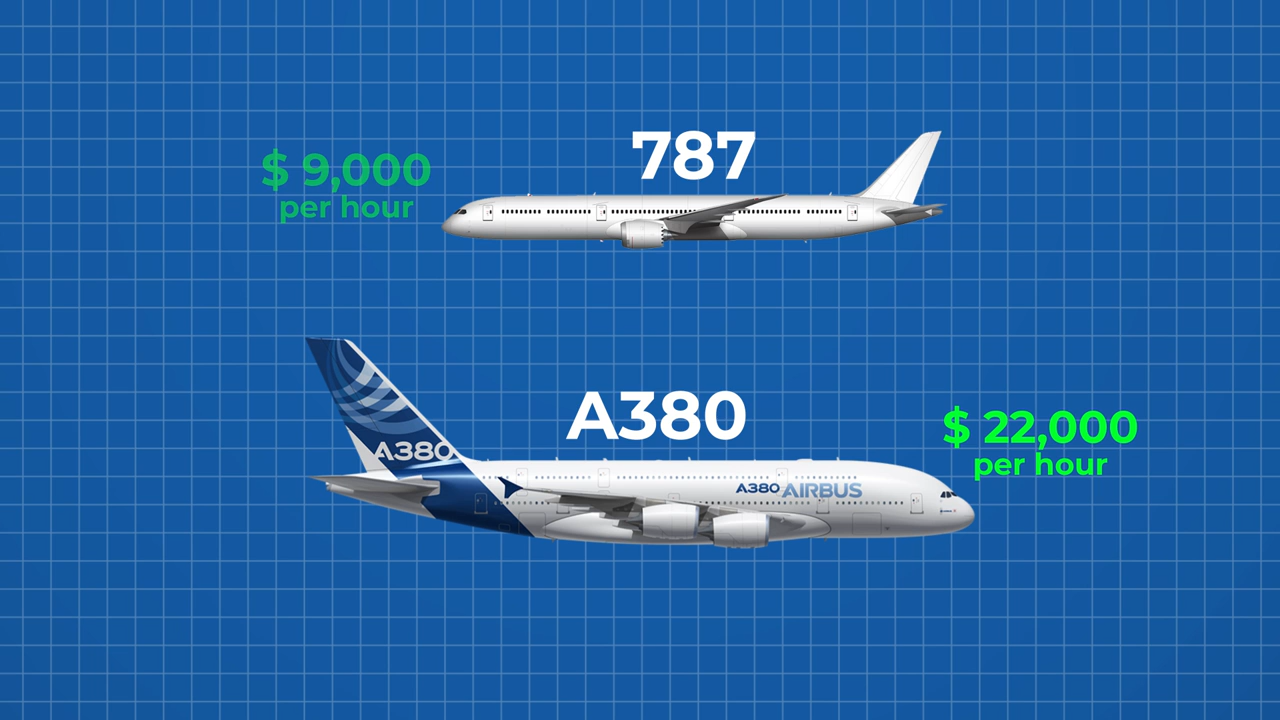 787
$ 9,000
per hour
A380
$ 22,000
per hour
A380
A380 AIRBUS